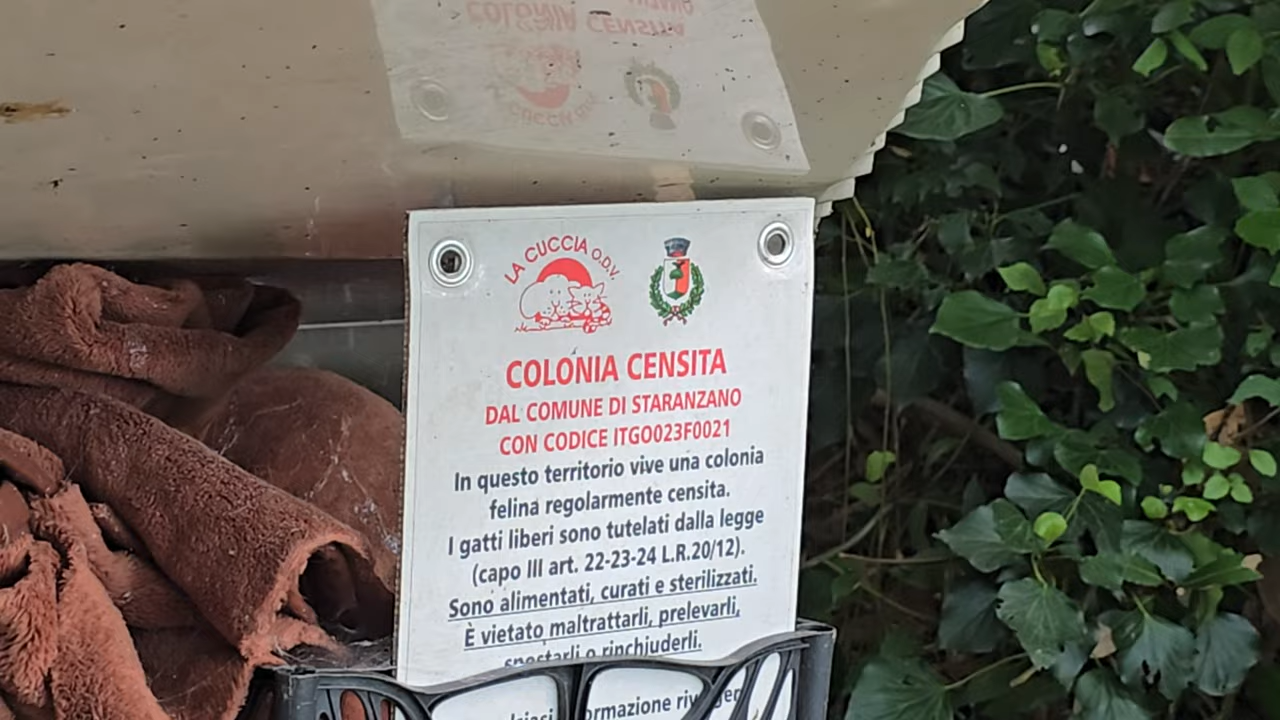 LA CUCCIA O.D.V.
COLONIA CENSITA
DAL COMUNE DI STARANZANO
CON CODICE ITGO023F0021
In questo territorio vive una colonia
felina regolarmente censita.
I gatti liberi sono tutelati dalla legge
(capo III art. 22-23-24 L.R.20/12).
Sono alimentati, curati e sterilizzati.
È vietato maltrattarli, prelevarli,
spostarli o rinchiuderli.